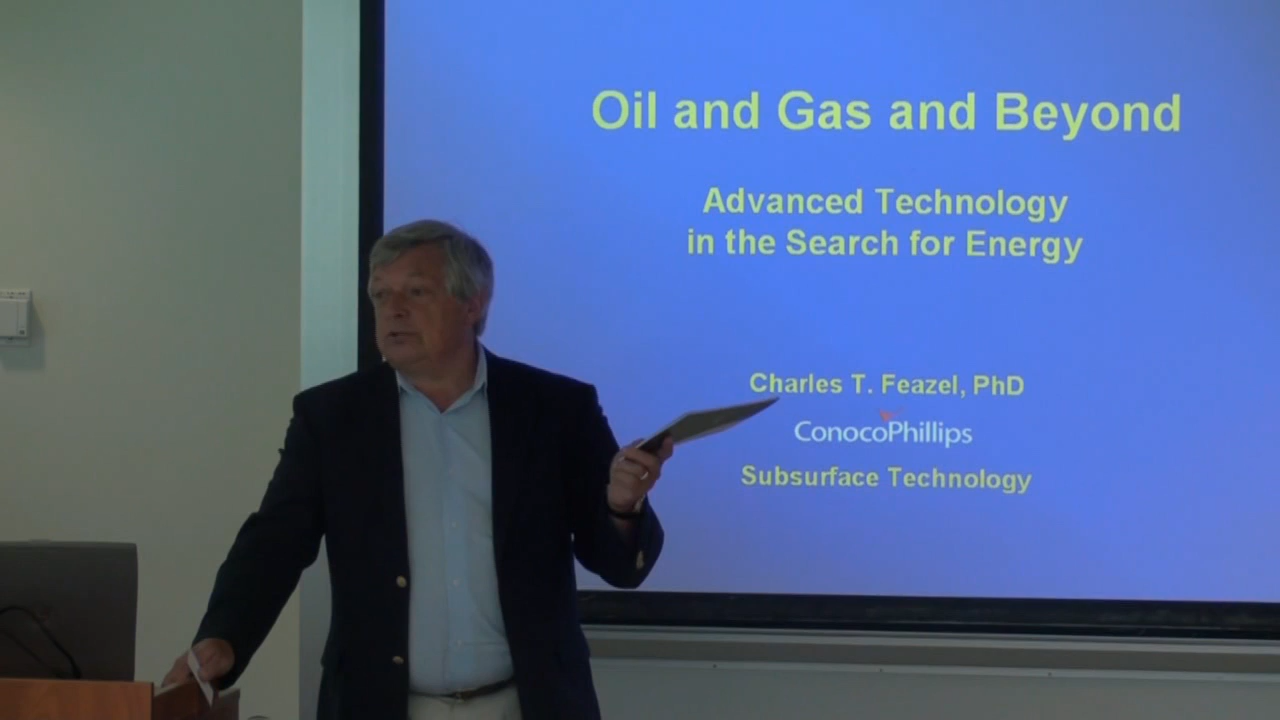 Oil and Gas and Beyond
Advanced Technology
in the Search for Energy
Charles T. Feazel, PhD
ConocoPhillips
Subsurface Technology